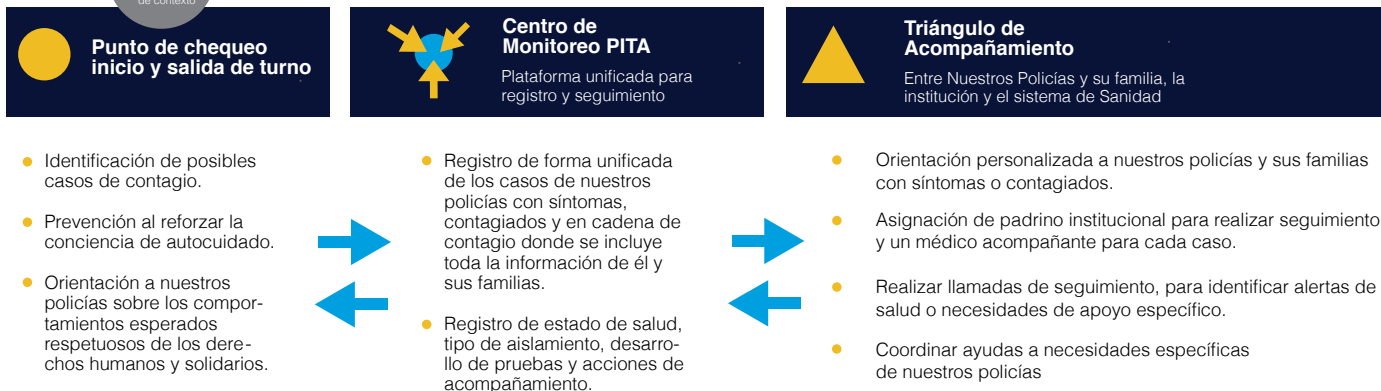 de contexto
Punto de chequeo
inicio y salida de turno
Centro de
Monitoreo PITA
Plataforma unificada para
registro y seguimiento
Triángulo de
Acompañamiento
Entre Nuestros Policías y su familia, la
institución y el sistema de Sanidad
Identificación de posibles
casos de contagio.
Prevención al reforzar la
conciencia de autocuidado.
Orientación a nuestros
policías sobre los compor-
tamientos esperados
respetuosos de los dere-
chos humanos y solidarios.
Registro de forma unificada
de los casos de nuestros
policías con síntomas,
contagiados y en cadena de
contagio donde se incluye
toda la información de él y
sus familias.
Registro de estado de salud,
tipo de aislamiento, desarro-
llo de pruebas y acciones de
acompañamiento.
Orientación personalizada a nuestros policías y sus familias
con síntomas o contagiados.
Asignación de padrino institucional para realizar seguimiento
y un médico acompañante para cada caso.
Realizar llamadas de seguimiento, para identificar alertas de
salud o necesidades de apoyo específico.
Coordinar ayudas a necesidades específicas
de nuestros policías